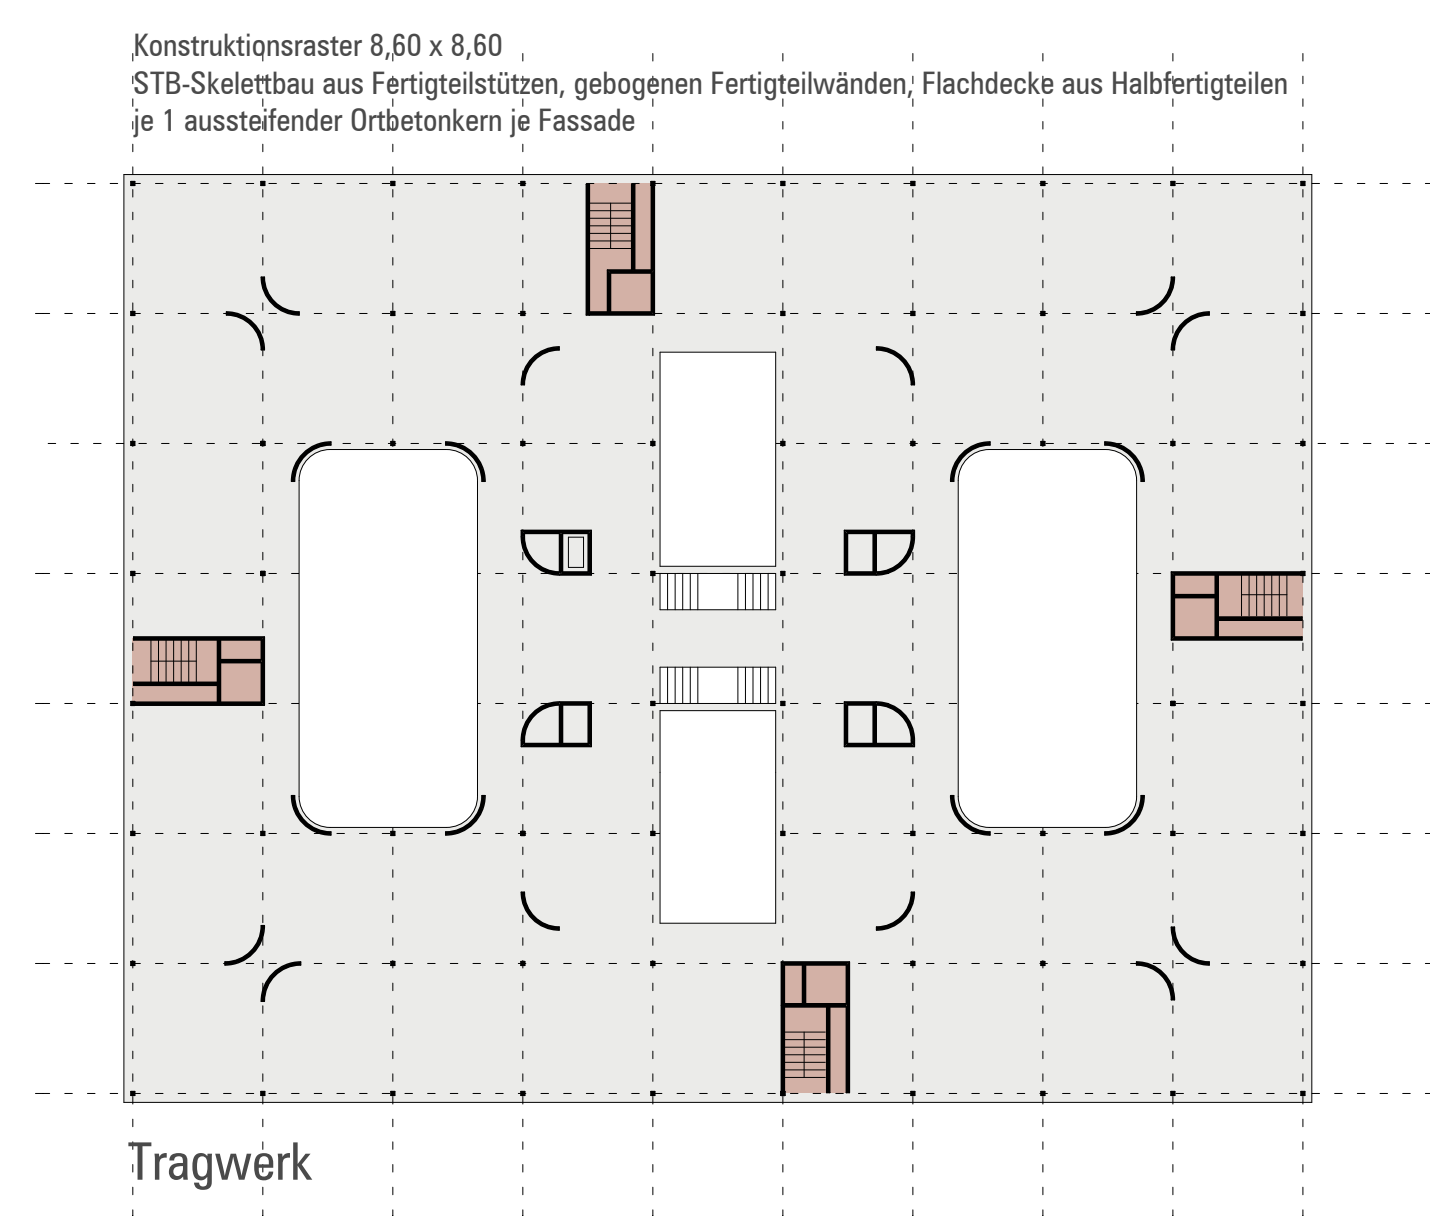 Konstruktionsraster 8,60 x 8,60
STB-Skelettbau aus Fertigteilstützen, gebogenen Fertigteilwänden, Flachdecke aus Halbfertigteilen
je 1 aussteifender Ortbetonkern je Fassade
Tragwerk